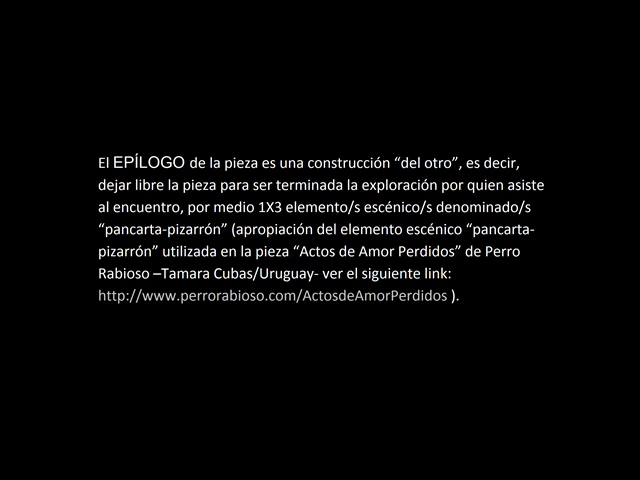 El EPÍLOGO de la pieza es una construcción “del otro”, es decir,
dejar libre la pieza para ser terminada la exploración por quien asiste
al encuentro, por medio 1X3 elemento/s escénico/s denominado/s
“pancarta-pizarrón” (apropiación del elemento escénico “pancarta-
pizarrón” utilizada en la pieza “Actos de Amor Perdidos” de Perro
Rabioso –Tamara Cubas/Uruguay- ver el siguiente link:
http://www.perrorabioso.com/ActosdeAmorPerdidos ).